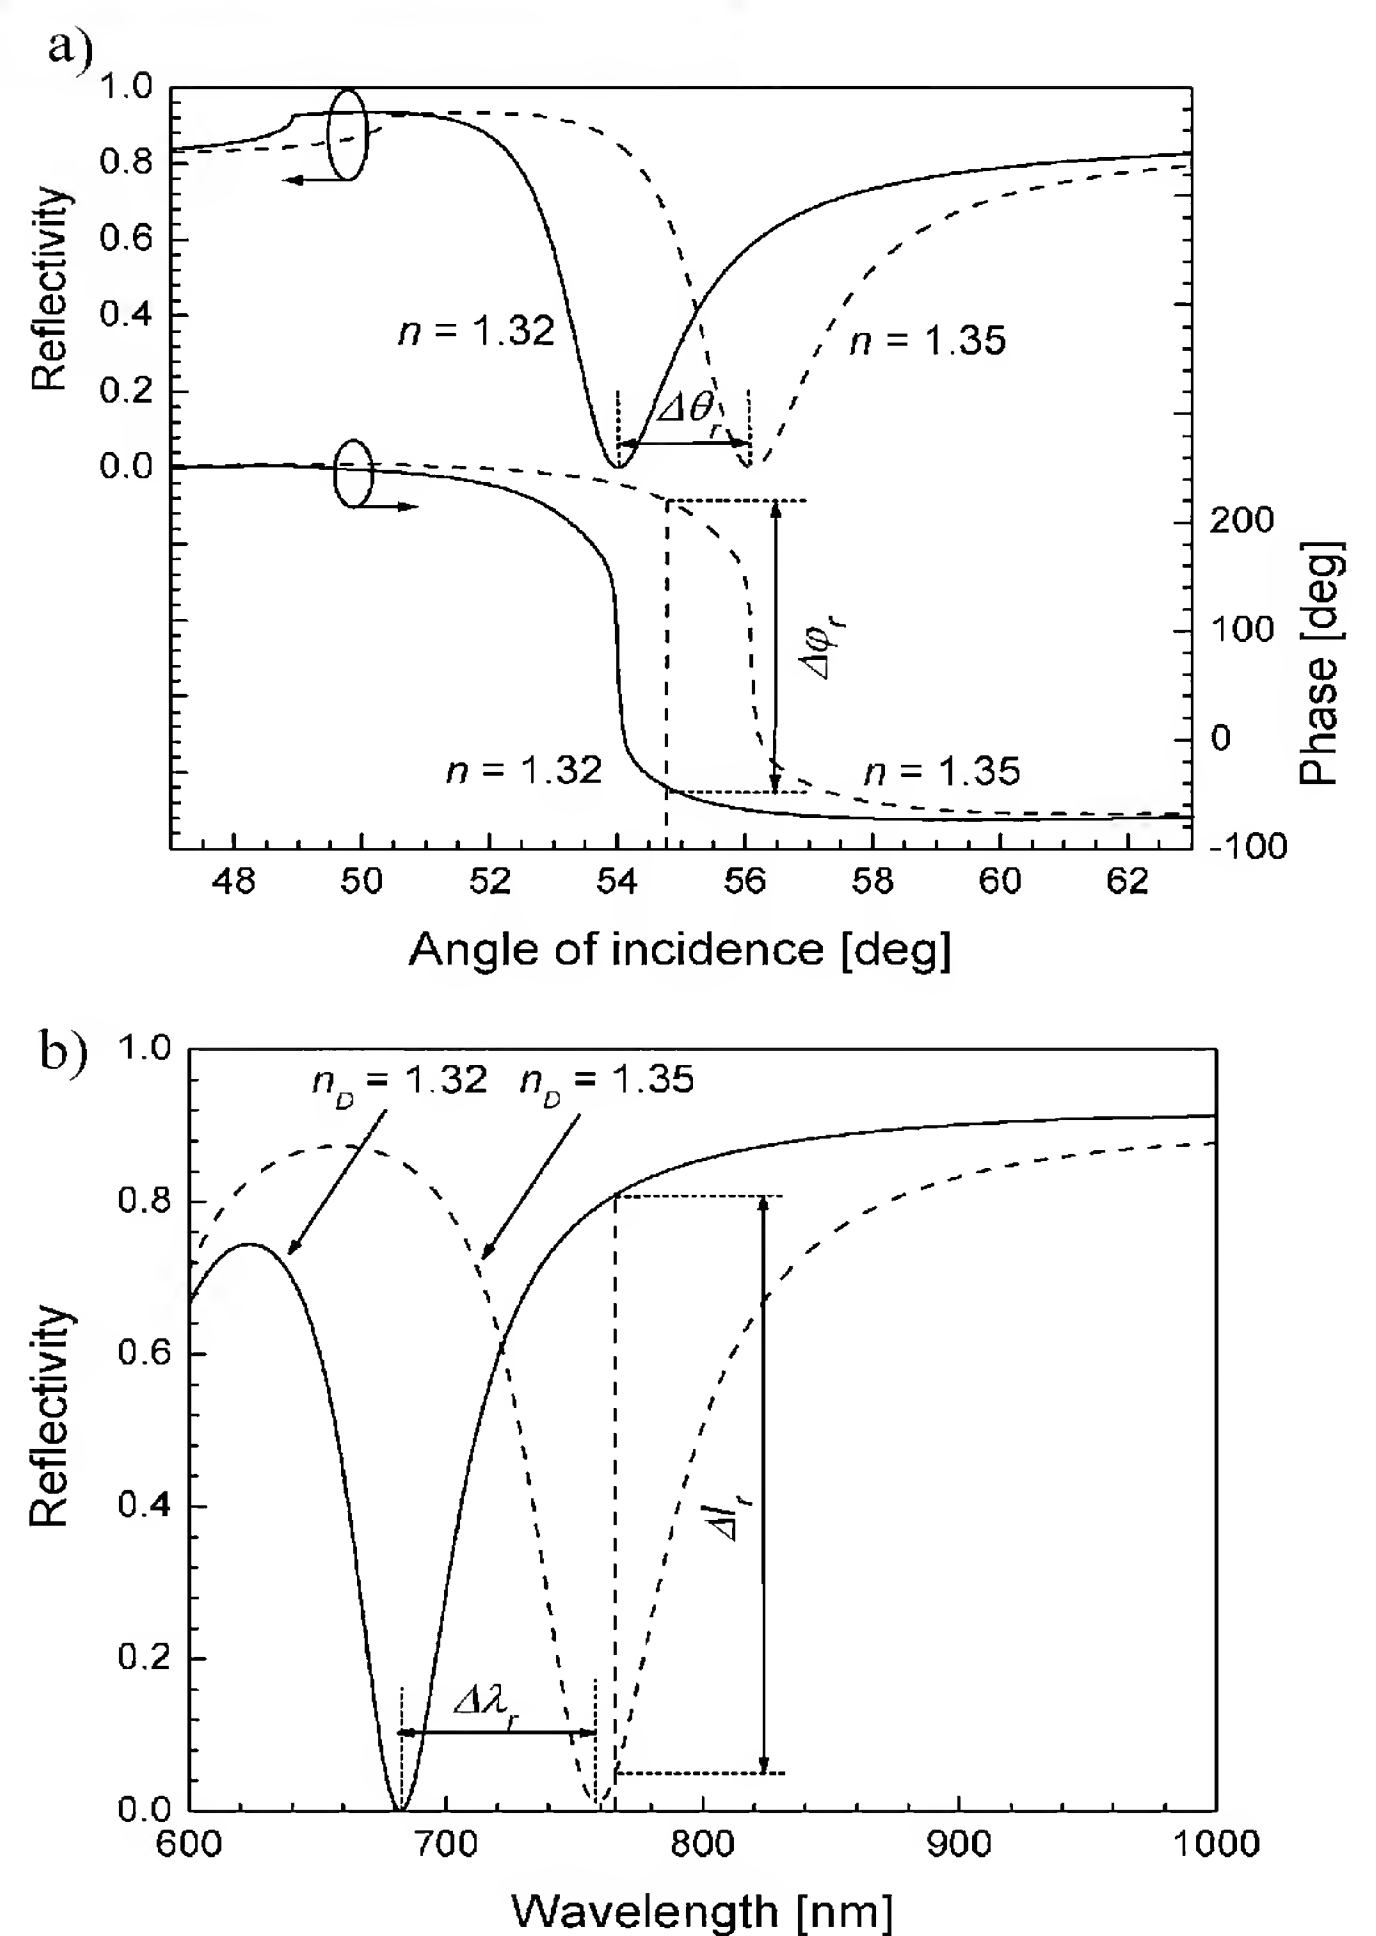 a)
1.0
0.8
0.6
0.4
0.2
0.0
Reflectivity
n = 1.32
n = 1.35
Δθr
200
100
0
-100
Phase [deg]
Δφr
n = 1.32
n = 1.35
48 50 52 54 56 58 60 62
Angle of incidence [deg]
b)
1.0
0.8
0.6
0.4
0.2
0.0
Reflectivity
nD = 1.32 nD = 1.35
ΔIr
Δλr
600 700 800 900 1000
Wavelength [nm]